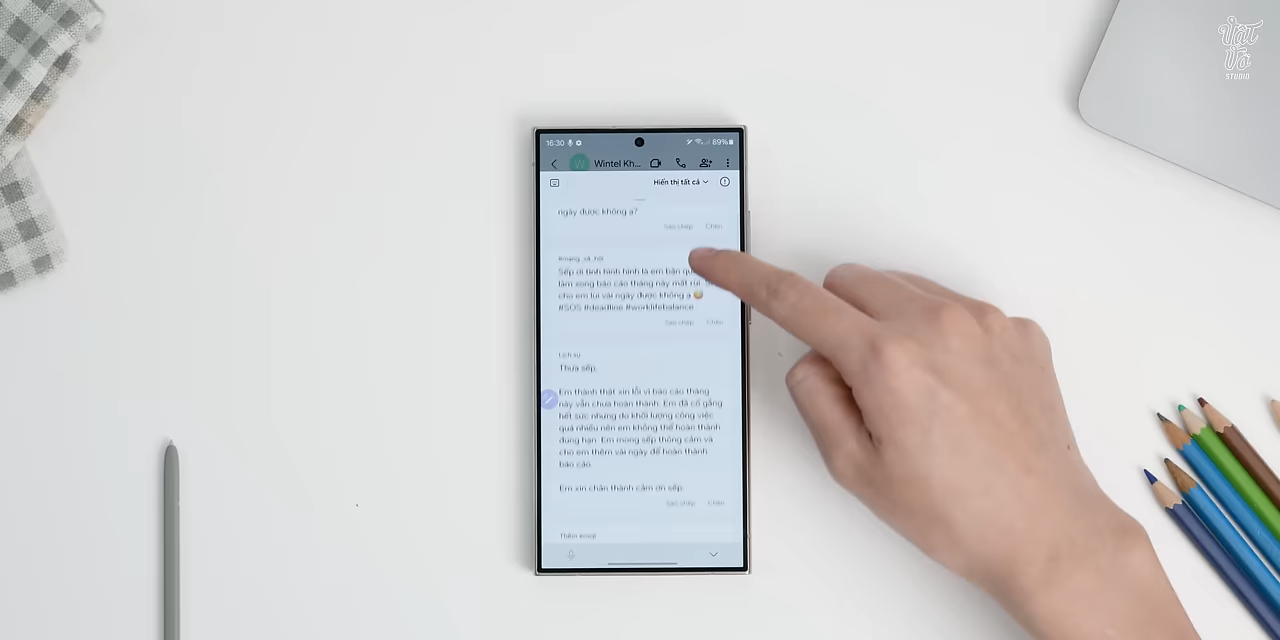 Vật
Vờ
STUDIO
16:30 89%
W Wintel Kh...
Hiển thị tất cả
ngày được không ạ?
Sao chép Chèn
#mạng_xã_hội
Sếp ơi tình hình hình là em bận
làm xong báo cáo tháng này mất rùi.
cho em lùi vài ngày được không ạ 😔
#SOS #deadline #worklifebalance
Sao chép Chèn
Lịch sự
Thưa sếp,
Em thành thật xin lỗi vì báo cáo tháng
này vẫn chưa hoàn thành. Em đã cố gắng
hết sức nhưng do khối lượng công việc
quá nhiều nên em không thể hoàn thành
đúng hạn. Em mong sếp thông cảm và
cho em thêm vài ngày để hoàn thành
báo cáo.
Em xin chân thành cảm ơn sếp.
Sao chép Chèn
Thêm emoji